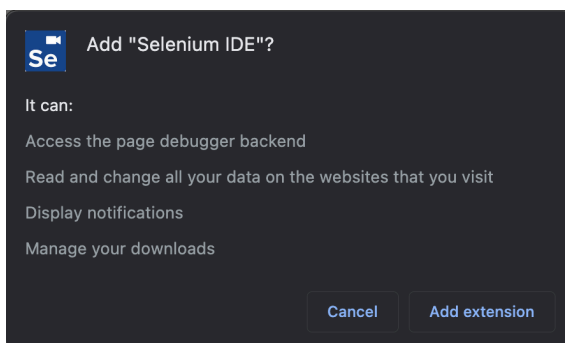 Se
Add "Selenium IDE"?
It can:
Access the page debugger backend
Read and change all your data on the websites that you visit
Display notifications
Manage your downloads
Cancel
Add extension